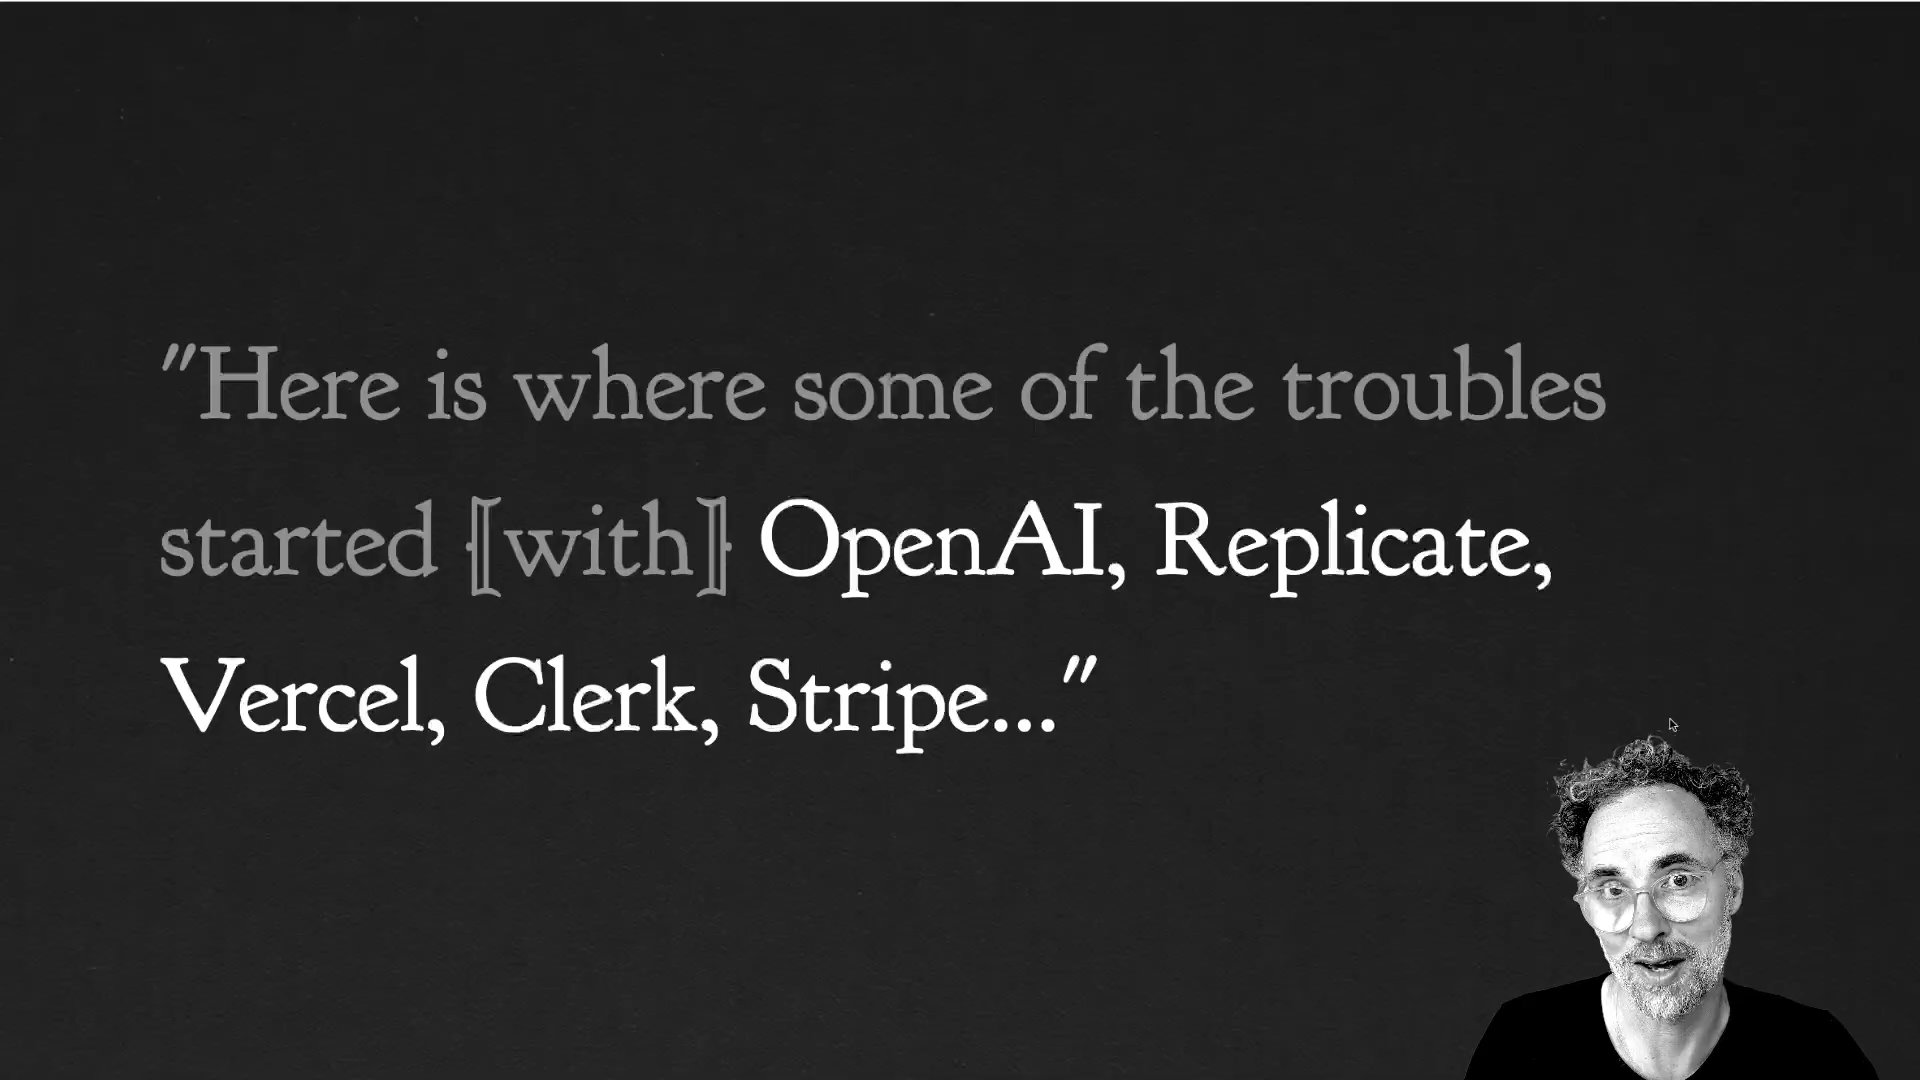 "Here is where some of the troubles
started ⟦with⟧ OpenAI, Replicate,
Vercel, Clerk, Stripe..."